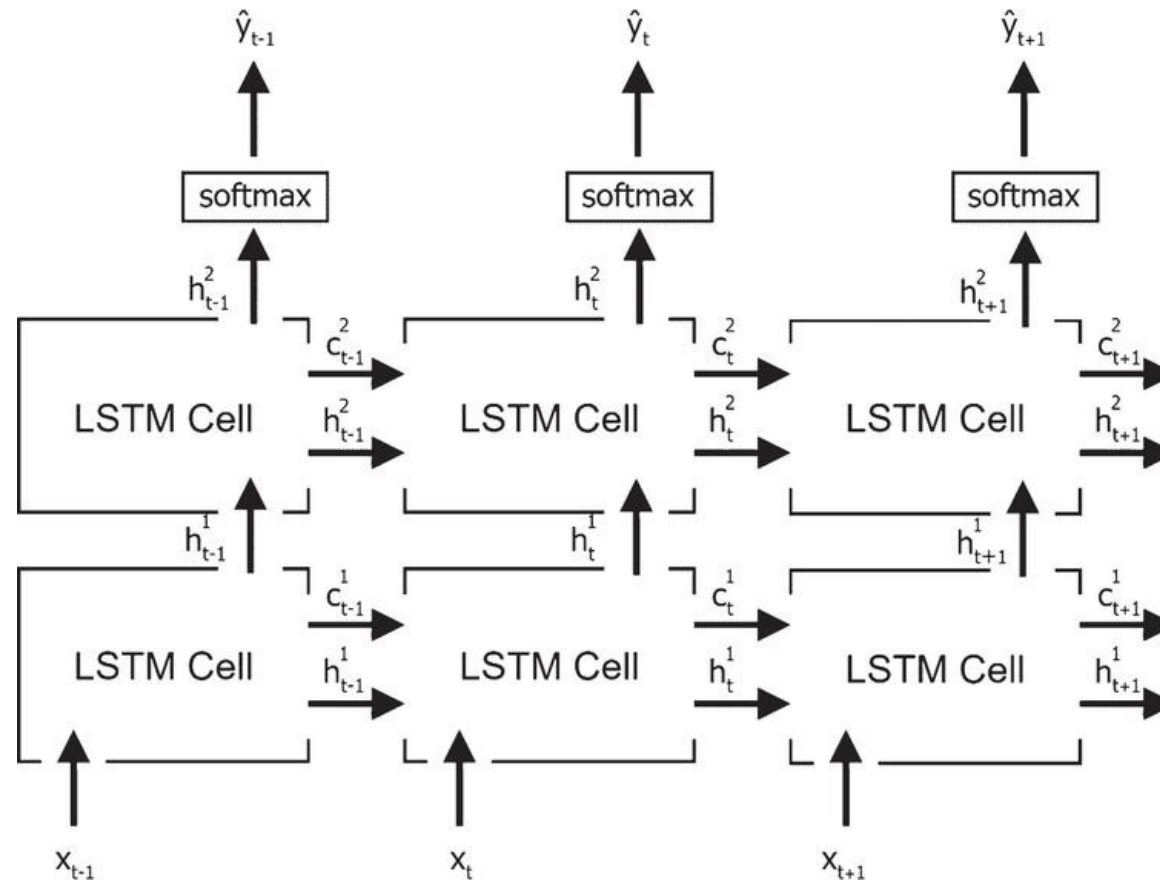 ŷt-1 ŷt ŷt+1
softmax softmax softmax
h²t-1 h²t h²t+1
c²t-1 c²t c²t+1
LSTM Cell h²t-1 LSTM Cell h²t LSTM Cell h²t+1
h¹t-1 h¹t h¹t+1
c¹t-1 c¹t c¹t+1
LSTM Cell h¹t-1 LSTM Cell h¹t LSTM Cell h¹t+1
xt-1 xt xt+1